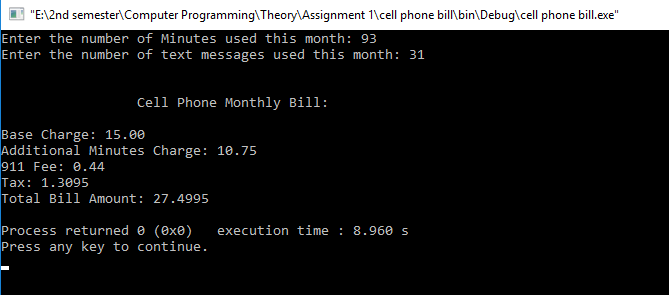 "E:\2nd semester\Computer Programming\Theory\Assignment 1\cell phone bill\bin\Debug\cell phone bill.exe"
Enter the number of Minutes used this month: 93
Enter the number of text messages used this month: 31
Cell Phone Monthly Bill:
Base Charge: 15.00
Additional Minutes Charge: 10.75
911 Fee: 0.44
Tax: 1.3095
Total Bill Amount: 27.4995
Process returned 0 (0x0)   execution time : 8.960 s
Press any key to continue.